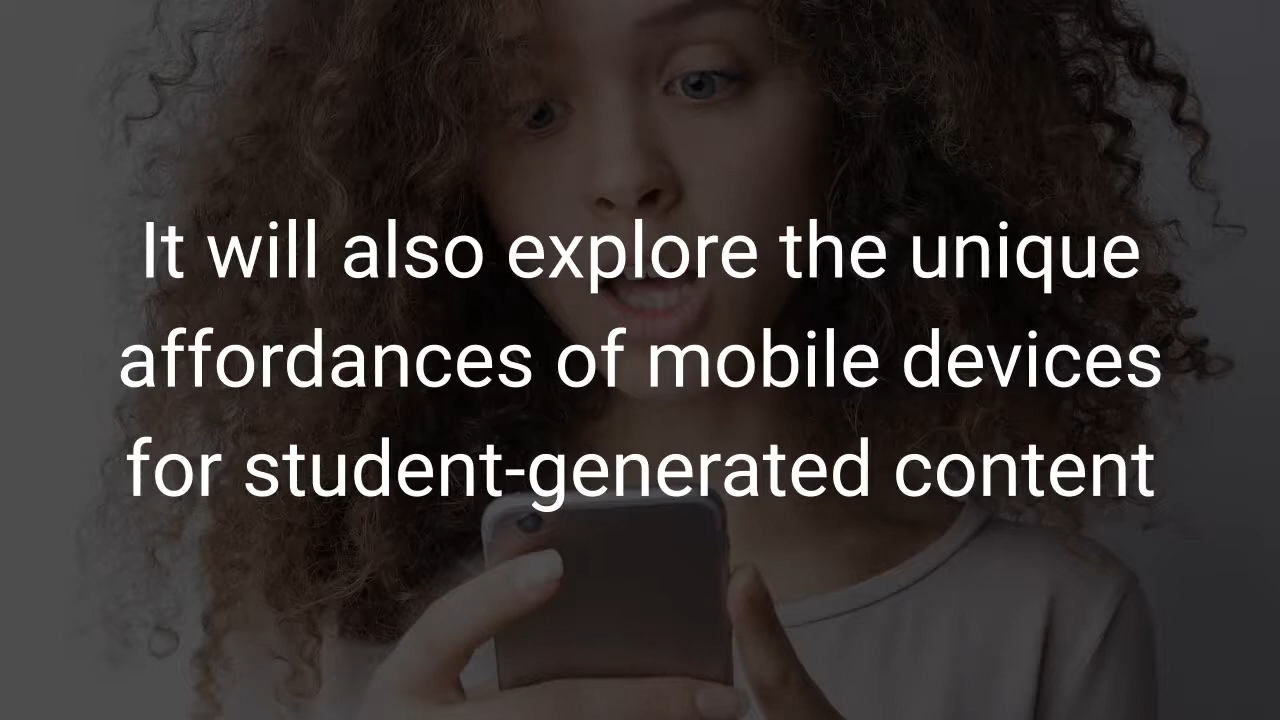 It will also explore the unique
affordances of mobile devices
for student-generated content